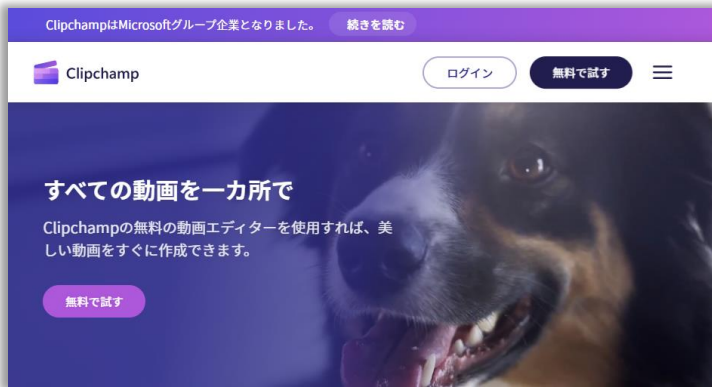 ClipchampはMicrosoftグループ企業となりました。 続きを読む
Clipchamp ログイン 無料で試す
すべての動画を一カ所で
Clipchampの無料の動画エディターを使用すれば、美
しい動画をすぐに作成できます。
無料で試す